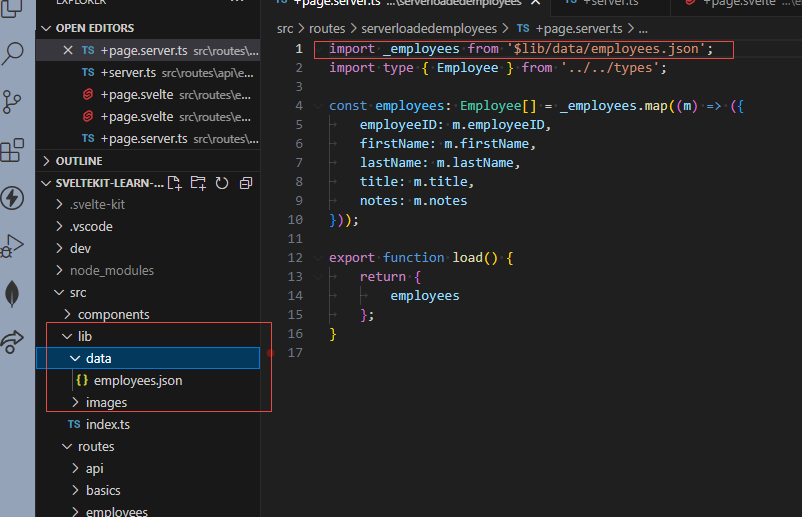 EXPLORER
OPEN EDITORS
TS +page.server.ts src\routes\...
TS +server.ts src\routes\api\e...
+page.svelte src\routes\e...
+page.svelte src\routes\e...
TS +page.server.ts src\routes\...
OUTLINE
SVELTEKIT-LEARN-...
.svelte-kit
.vscode
dev
node_modules
src
components
lib
data
{} employees.json
images
TS index.ts
routes
api
basics
employees
+page.server.ts ...\serverloadedemployees
+server.ts
+page.svelte
src > routes > serverloadedemployees > TS +page.server.ts > ...
1 import _employees from '$lib/data/employees.json';
2 import type { Employee } from '../../types';
3
4 const employees: Employee[] = _employees.map((m) => ({
5 employeeID: m.employeeID,
6 firstName: m.firstName,
7 lastName: m.lastName,
8 title: m.title,
9 notes: m.notes
10 }));
11
12 export function load() {
13 return {
14 employees
15 };
16 }
17